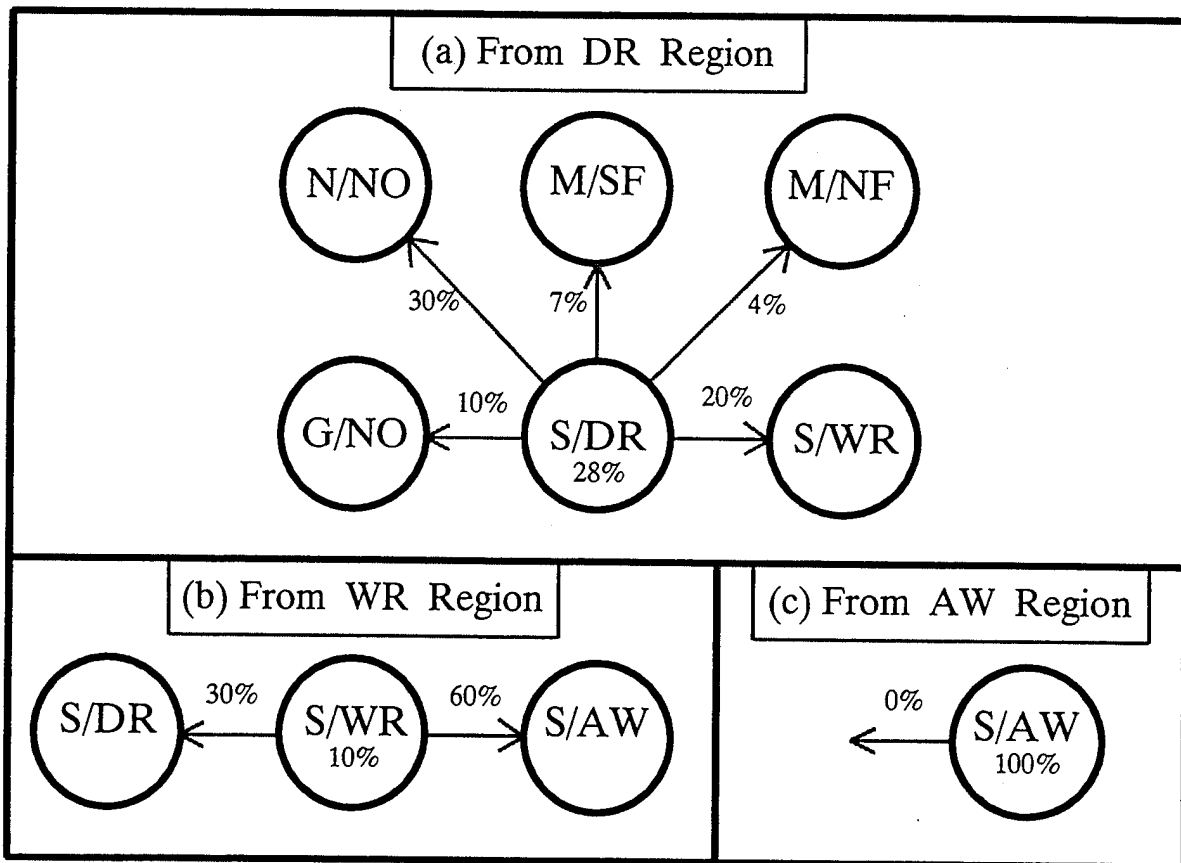 (a) From DR Region
N/NO
M/SF
M/NF
30%
7%
4%
10%
20%
G/NO
S/DR
28%
S/WR
(b) From WR Region
(c) From AW Region
S/DR
30%
S/WR
10%
60%
S/AW
0%
S/AW
100%